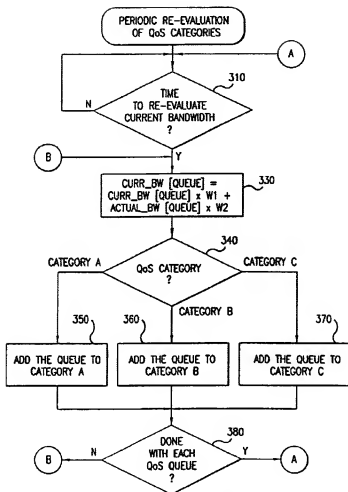 PERIODIC RE-EVALUATION
OF QoS CATEGORIES
A
310
TIME
TO RE-EVALUATE
CURRENT BANDWIDTH
?
N
Y
B
330
CURR_BW [QUEUE] =
CURR_BW [QUEUE] x W1 +
ACTUAL_BW [QUEUE] x W2
340
CATEGORY A
QoS CATEGORY
?
CATEGORY C
CATEGORY B
350
360
370
ADD THE QUEUE TO
CATEGORY A
ADD THE QUEUE TO
CATEGORY B
ADD THE QUEUE TO
CATEGORY C
380
B
N
DONE
WITH EACH
QoS QUEUE
?
Y
A